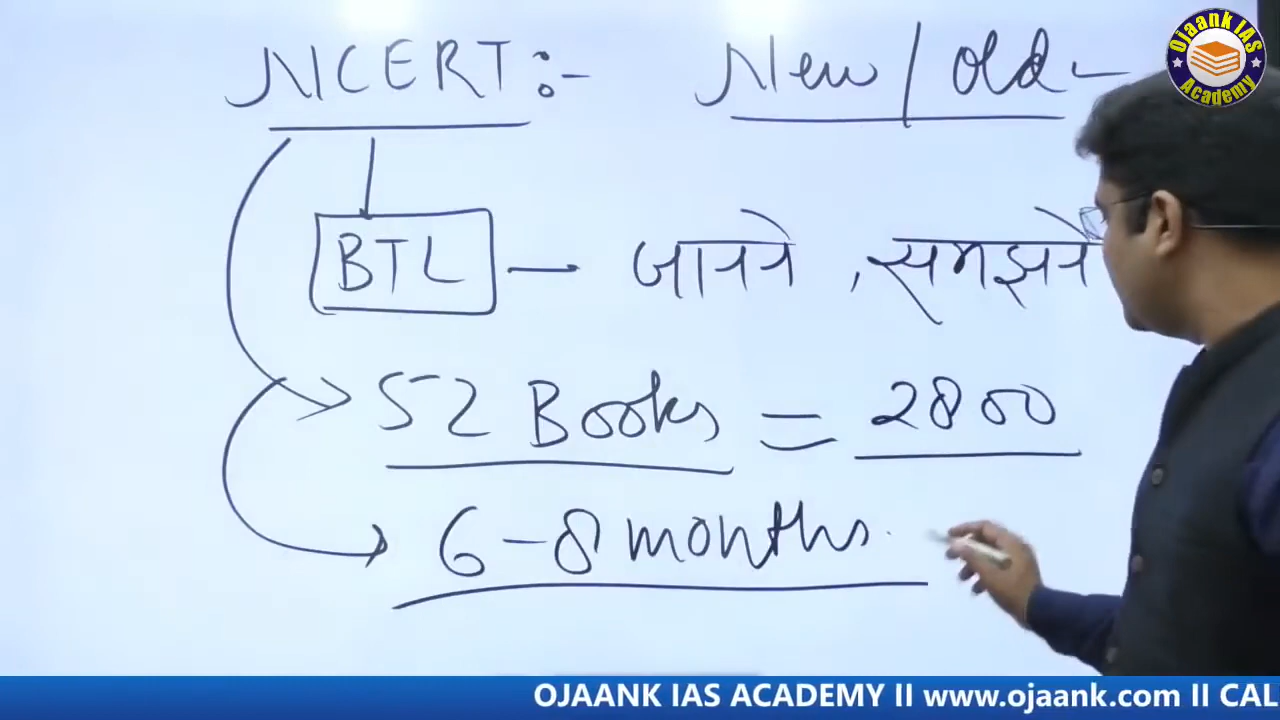 NCERT :- New / Old -
BTL — जानने , समझने
52 Books = 2800
6-8 months.
Ojaank IAS Academy
OJAANK IAS ACADEMY II www.ojaank.com II CAL